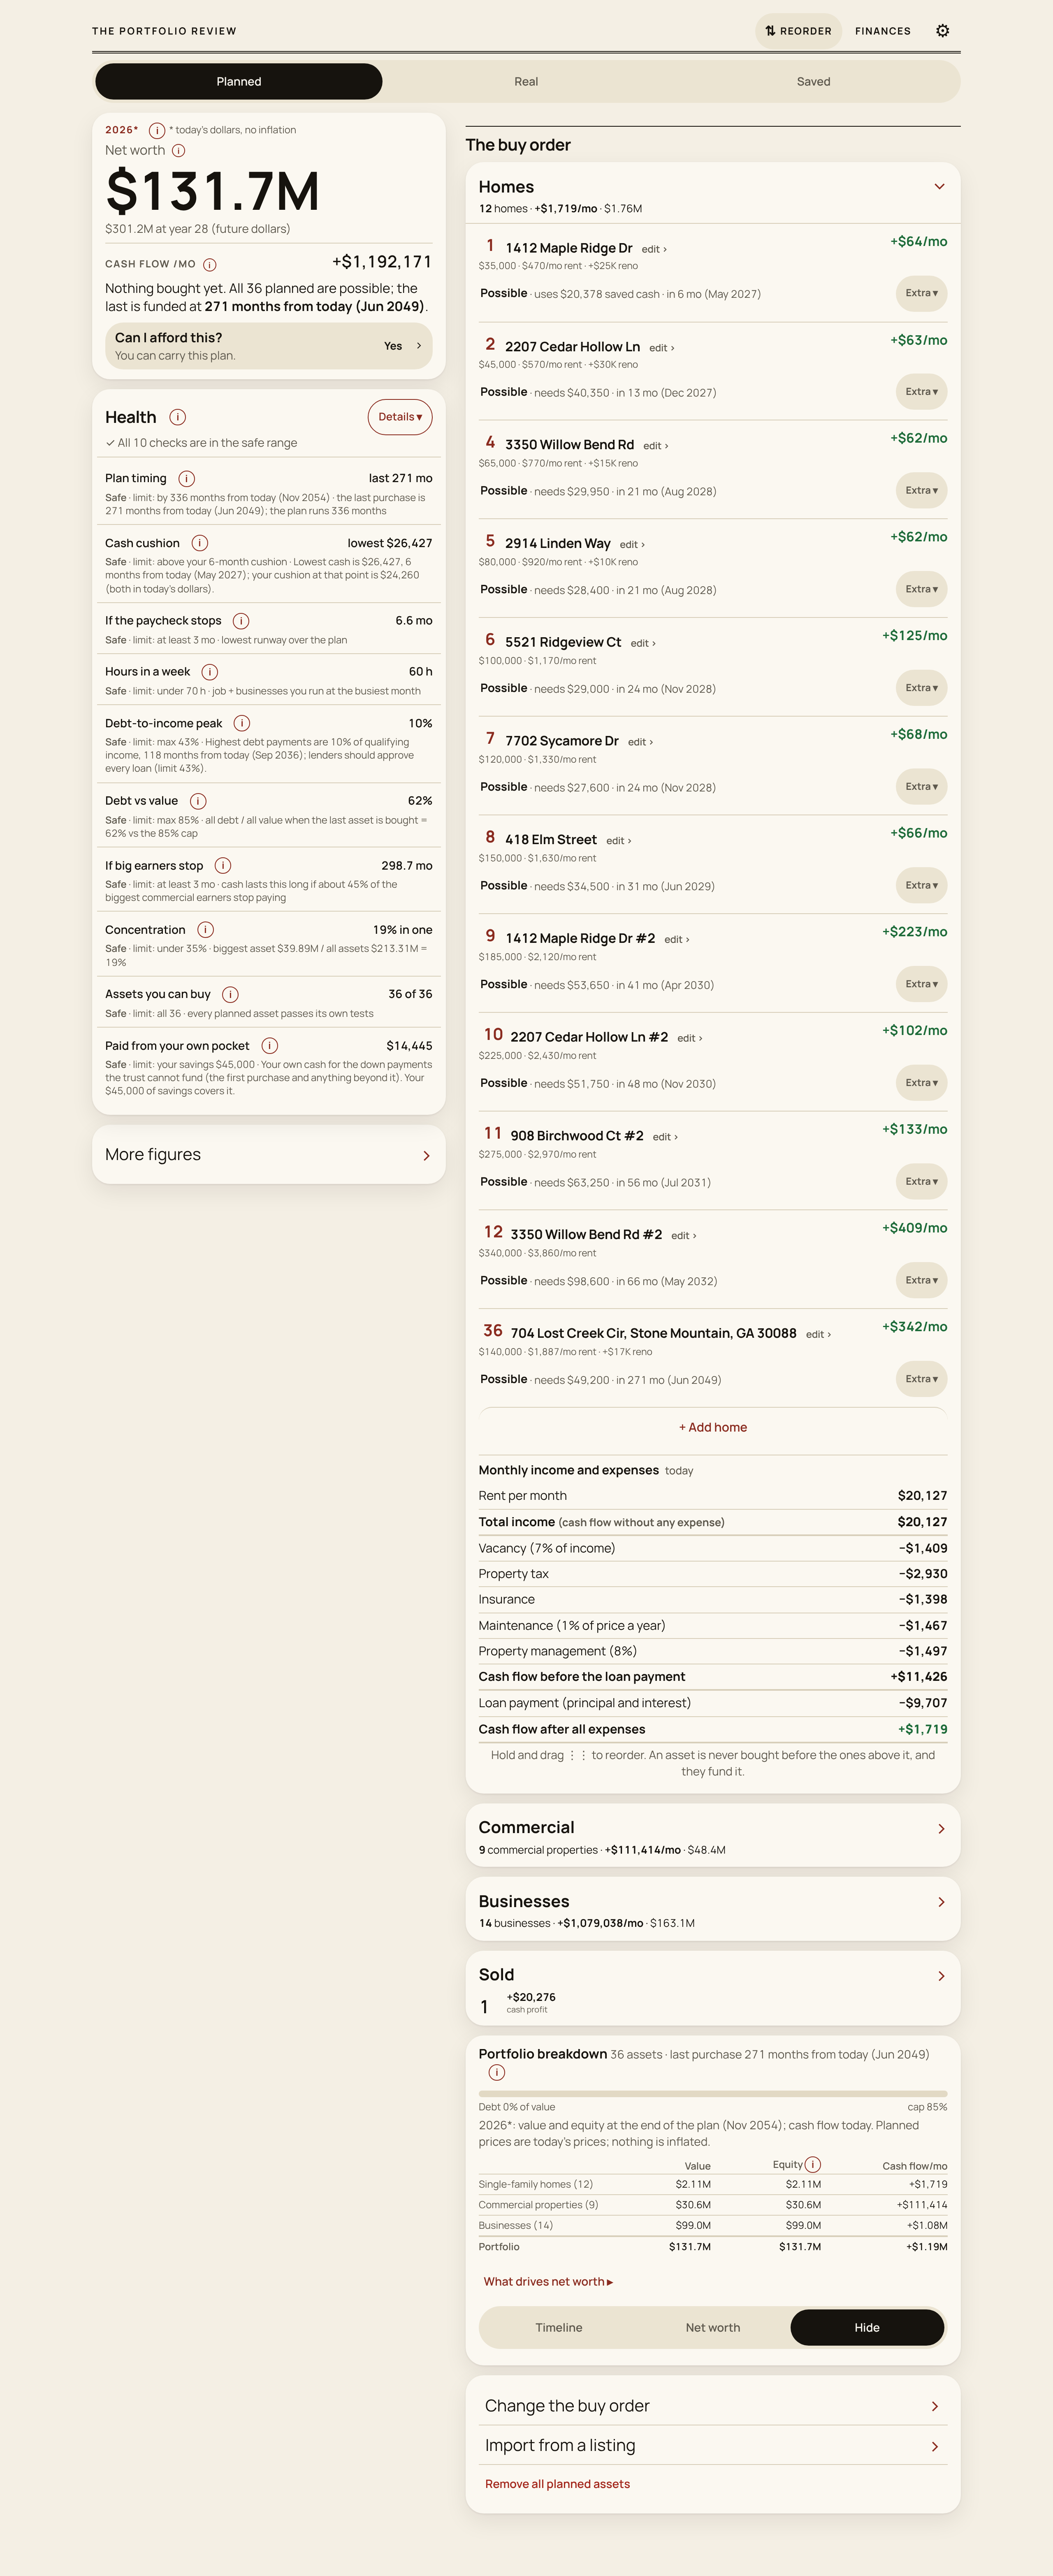 THE PORTFOLIO REVIEW
⇅ REORDER FINANCES ⚙
Planned Real Saved
2026* i * today's dollars, no inflation
Net worth i
$131.7M
$301.2M at year 28 (future dollars)
CASH FLOW /MO i +$1,192,171
Nothing bought yet. All 36 planned are possible; the
last is funded at 271 months from today (Jun 2049).
Can I afford this?
You can carry this plan.
Yes ›
Health i Details ▾
✓ All 10 checks are in the safe range
Plan timing i last 271 mo
Safe · limit: by 336 months from today (Nov 2054) · the last purchase is
271 months from today (Jun 2049); the plan runs 336 months
Cash cushion i lowest $26,427
Safe · limit: above your 6-month cushion · Lowest cash is $26,427, 6
months from today (May 2027); your cushion at that point is $24,260
(both in today's dollars).
If the paycheck stops i 6.6 mo
Safe · limit: at least 3 mo · lowest runway over the plan
Hours in a week i 60 h
Safe · limit: under 70 h · job + businesses you run at the busiest month
Debt-to-income peak i 10%
Safe · limit: max 43% · Highest debt payments are 10% of qualifying
income, 118 months from today (Sep 2036); lenders should approve
every loan (limit 43%).
Debt vs value i 62%
Safe · limit: max 85% · all debt / all value when the last asset is bought =
62% vs the 85% cap
If big earners stop i 298.7 mo
Safe · limit: at least 3 mo · cash lasts this long if about 45% of the
biggest commercial earners stop paying
Concentration i 19% in one
Safe · limit: under 35% · biggest asset $39.89M / all assets $213.31M =
19%
Assets you can buy i 36 of 36
Safe · limit: all 36 · every planned asset passes its own tests
Paid from your own pocket i $14,445
Safe · limit: your savings $45,000 · Your own cash for the down payments
the trust cannot fund (the first purchase and anything beyond it). Your
$45,000 of savings covers it.
More figures ›
The buy order
Homes
12 homes · +$1,719/mo · $1.76M
1 1412 Maple Ridge Dr edit › +$64/mo
$35,000 · $470/mo rent · +$25K reno
Possible · uses $20,378 saved cash · in 6 mo (May 2027) Extra ▾
2 2207 Cedar Hollow Ln edit › +$63/mo
$45,000 · $570/mo rent · +$30K reno
Possible · needs $40,350 · in 13 mo (Dec 2027) Extra ▾
4 3350 Willow Bend Rd edit › +$62/mo
$65,000 · $770/mo rent · +$15K reno
Possible · needs $29,950 · in 21 mo (Aug 2028) Extra ▾
5 2914 Linden Way edit › +$62/mo
$80,000 · $920/mo rent · +$10K reno
Possible · needs $28,400 · in 21 mo (Aug 2028) Extra ▾
6 5521 Ridgeview Ct edit › +$125/mo
$100,000 · $1,170/mo rent
Possible · needs $29,000 · in 24 mo (Nov 2028) Extra ▾
7 7702 Sycamore Dr edit › +$68/mo
$120,000 · $1,330/mo rent
Possible · needs $27,600 · in 24 mo (Nov 2028) Extra ▾
8 418 Elm Street edit › +$66/mo
$150,000 · $1,630/mo rent
Possible · needs $34,500 · in 31 mo (Jun 2029) Extra ▾
9 1412 Maple Ridge Dr #2 edit › +$223/mo
$185,000 · $2,120/mo rent
Possible · needs $53,650 · in 41 mo (Apr 2030) Extra ▾
10 2207 Cedar Hollow Ln #2 edit › +$102/mo
$225,000 · $2,430/mo rent
Possible · needs $51,750 · in 48 mo (Nov 2030) Extra ▾
11 908 Birchwood Ct #2 edit › +$133/mo
$275,000 · $2,970/mo rent
Possible · needs $63,250 · in 56 mo (Jul 2031) Extra ▾
12 3350 Willow Bend Rd #2 edit › +$409/mo
$340,000 · $3,860/mo rent
Possible · needs $98,600 · in 66 mo (May 2032) Extra ▾
36 704 Lost Creek Cir, Stone Mountain, GA 30088 edit › +$342/mo
$140,000 · $1,887/mo rent · +$17K reno
Possible · needs $49,200 · in 271 mo (Jun 2049) Extra ▾
+ Add home
Monthly income and expenses today
Rent per month $20,127
Total income (cash flow without any expense) $20,127
Vacancy (7% of income) −$1,409
Property tax −$2,930
Insurance −$1,398
Maintenance (1% of price a year) −$1,467
Property management (8%) −$1,497
Cash flow before the loan payment +$11,426
Loan payment (principal and interest) −$9,707
Cash flow after all expenses +$1,719
Hold and drag ⋮⋮ to reorder. An asset is never bought before the ones above it, and
they fund it.
Commercial ›
9 commercial properties · +$111,414/mo · $48.4M
Businesses ›
14 businesses · +$1,079,038/mo · $163.1M
Sold ›
1 +$20,276
cash profit
Portfolio breakdown 36 assets · last purchase 271 months from today (Jun 2049)
i
Debt 0% of value cap 85%
2026*: value and equity at the end of the plan (Nov 2054); cash flow today. Planned
prices are today's prices; nothing is inflated.
Value Equity i Cash flow/mo
Single-family homes (12) $2.11M $2.11M +$1,719
Commercial properties (9) $30.6M $30.6M +$111,414
Businesses (14) $99.0M $99.0M +$1.08M
Portfolio $131.7M $131.7M +$1.19M
What drives net worth ▸
Timeline Net worth Hide
Change the buy order ›
Import from a listing ›
Remove all planned assets